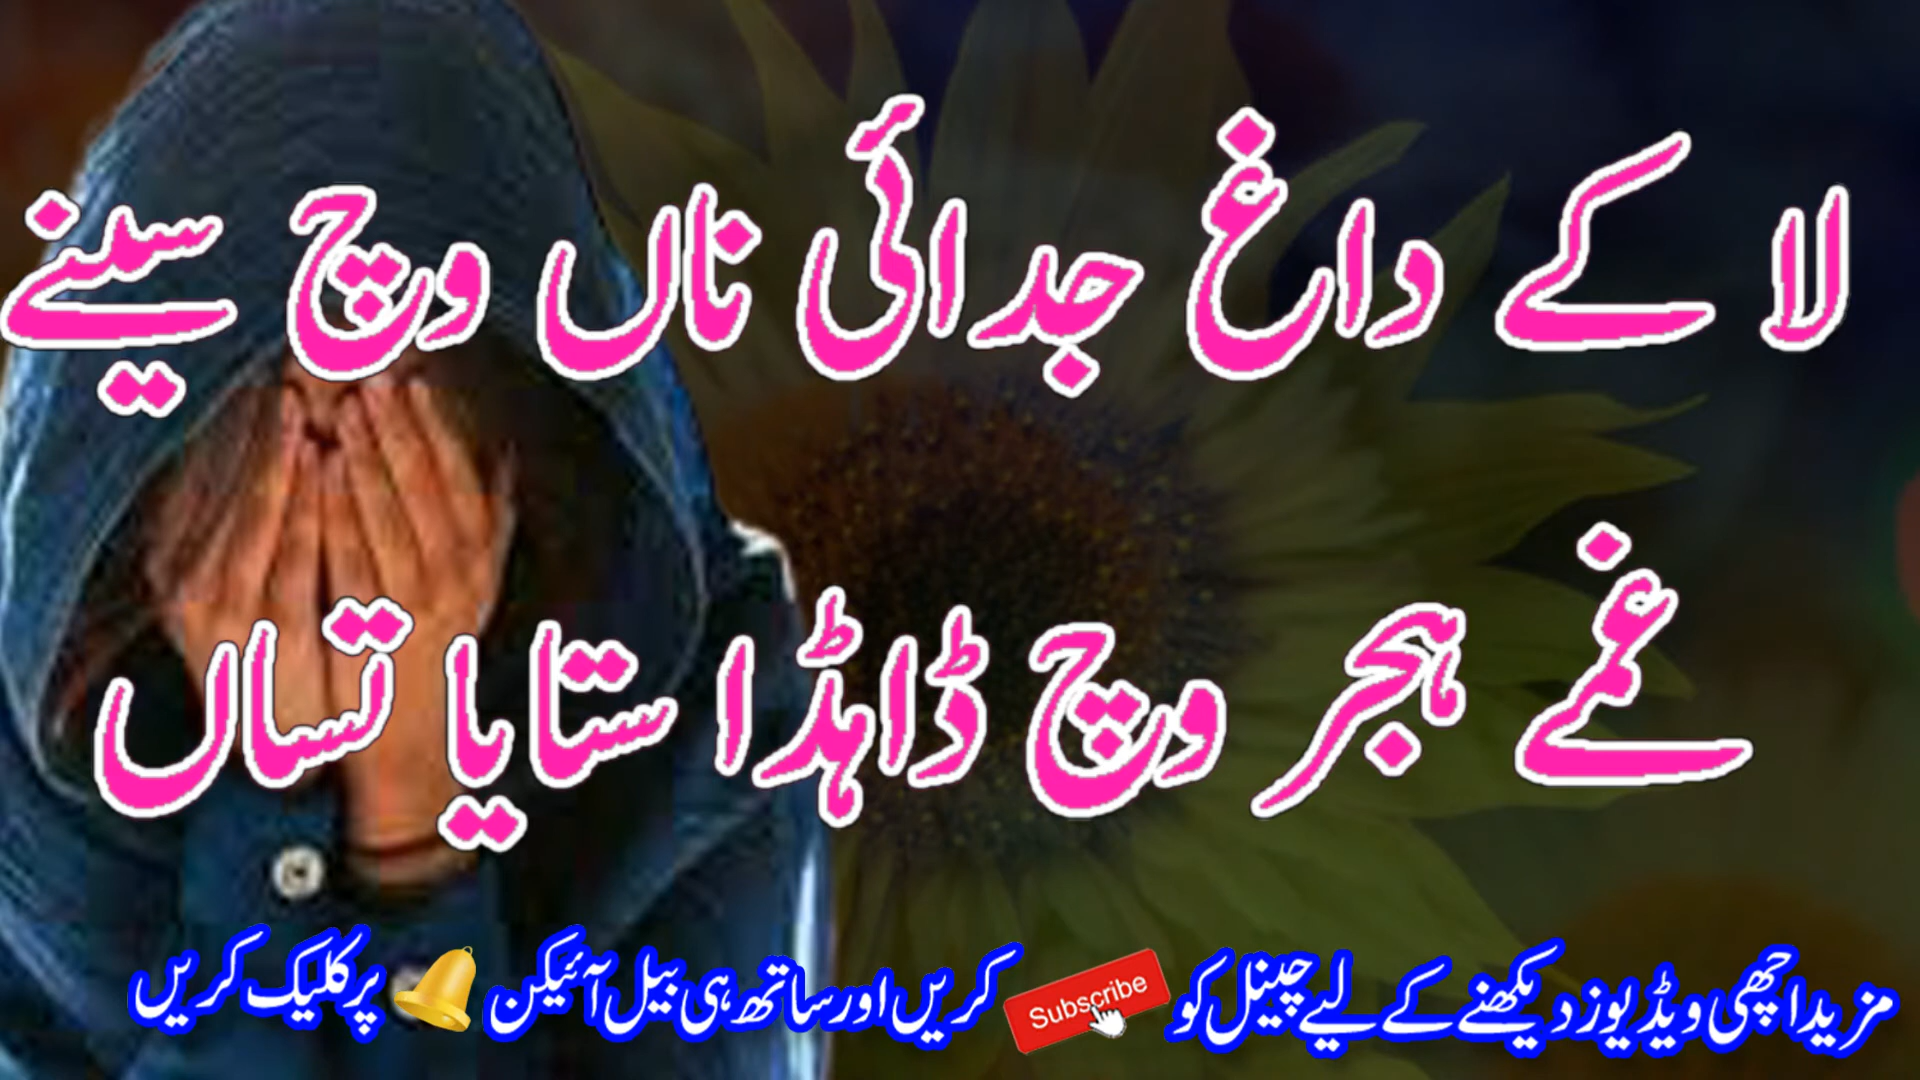 لا کے داغ جدائی ناں وچ سینے
غمے ہجر وچ ڈاہڈا ستایا تساں
مزید اچھی ویڈیوز دیکھنے کے لیے چینل کو Subscribe کریں اور ساتھ ہی بیل آئیکن پر کلیک کریں